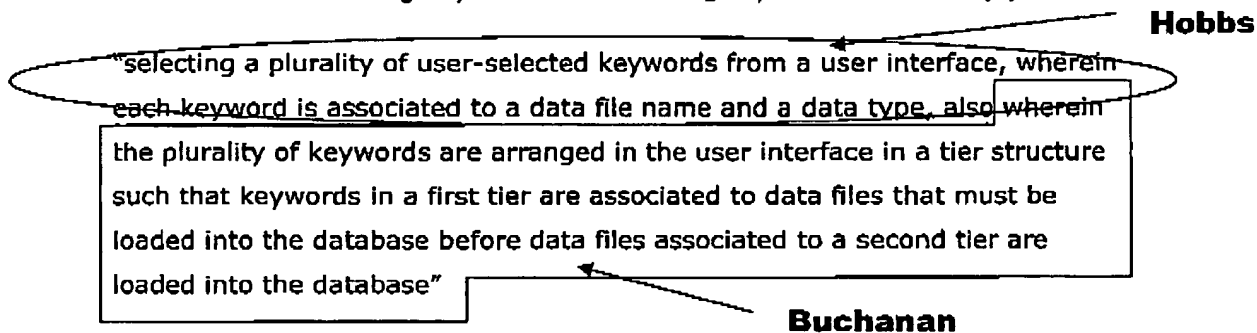 Hobbs
"selecting a plurality of user-selected keywords from a user interface, wherein
each keyword is associated to a data file name and a data type, also wherein
the plurality of keywords are arranged in the user interface in a tier structure
such that keywords in a first tier are associated to data files that must be
loaded into the database before data files associated to a second tier are
loaded into the database"
Buchanan